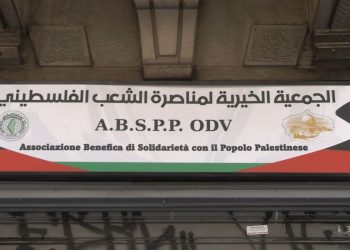 الجمعية الخيرية لمناصرة الشعب الفلسطيني
A.B.S.P.P. ODV
Associazione Benefica di Solidarietà con il Popolo Palestinese